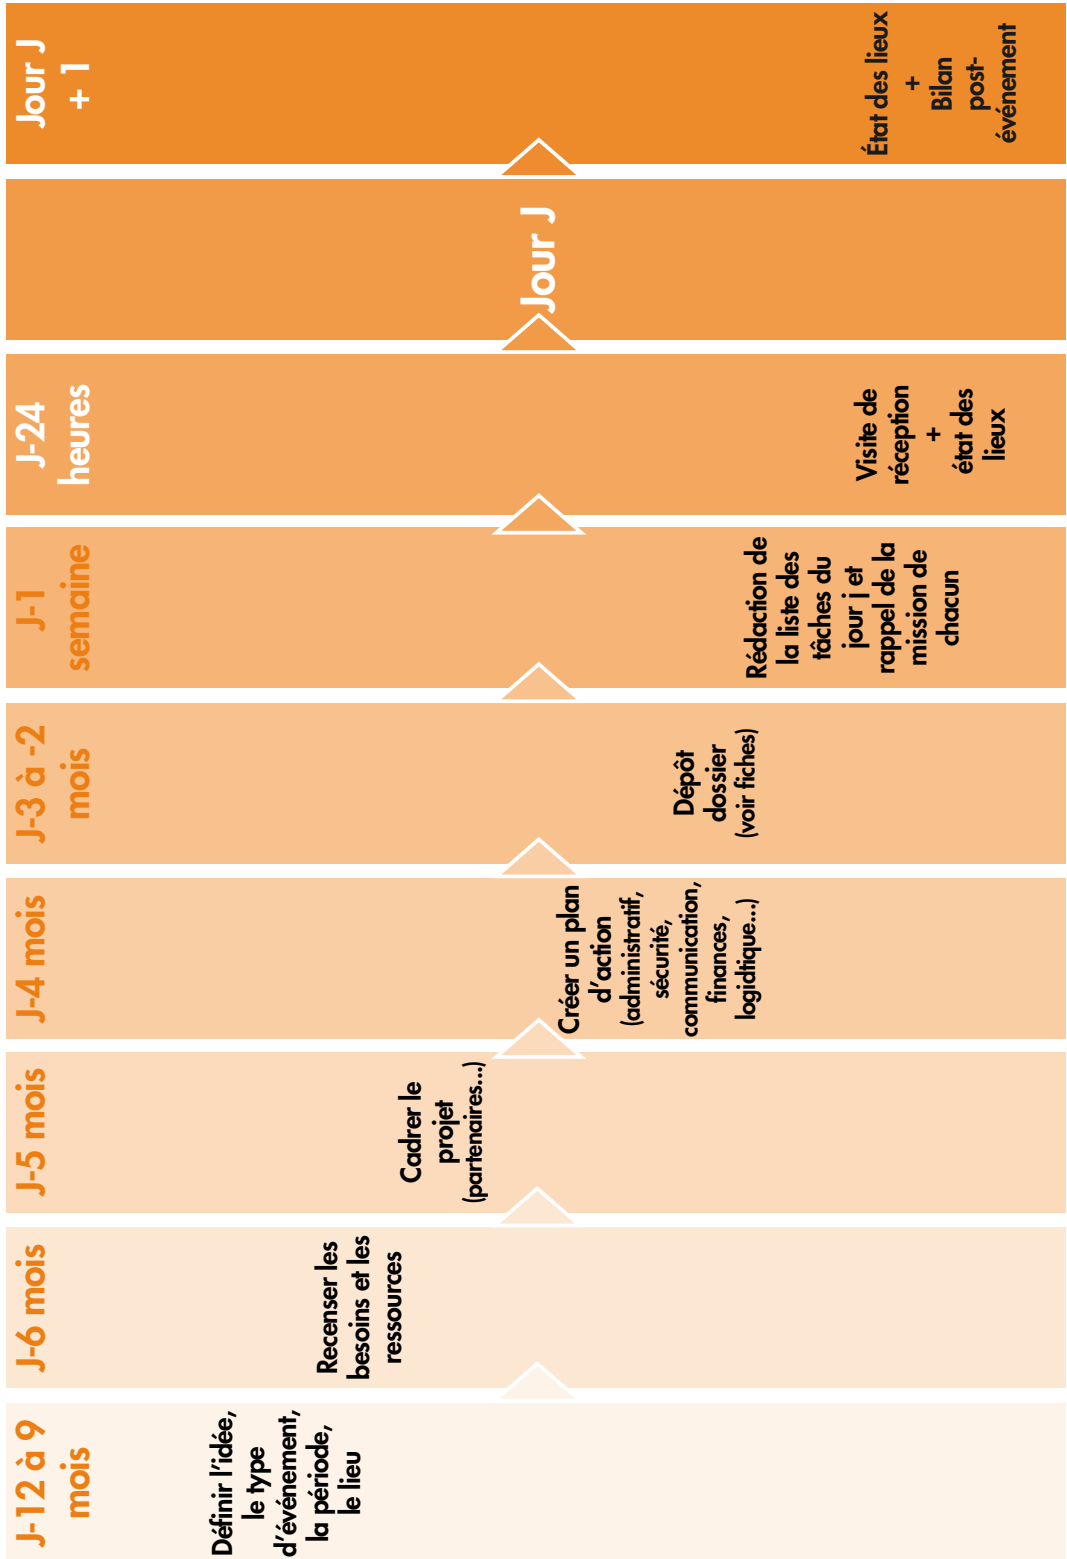 J-12 à 9
mois
Définir l’idée,
le type
d’événement,
la période,
le lieu
J-6 mois
Recenser les
besoins et les
ressources
J-5 mois
Cadrer le
projet
(partenaires...)
J-4 mois
Créer un plan
d’action
(administratif,
sécurité,
communication,
finances,
logidtique...)
J-3 à -2
mois
Dépôt
dossier
(voir fiches)
J-1
semaine
Rédaction de
la liste des
tâches du
jour j et
rappel de la
mission de
chacun
J-24
heures
Visite de
réception
+
état des
lieux
Jour J
Jour J
+ 1
État des lieux
+
Bilan
post-
événement